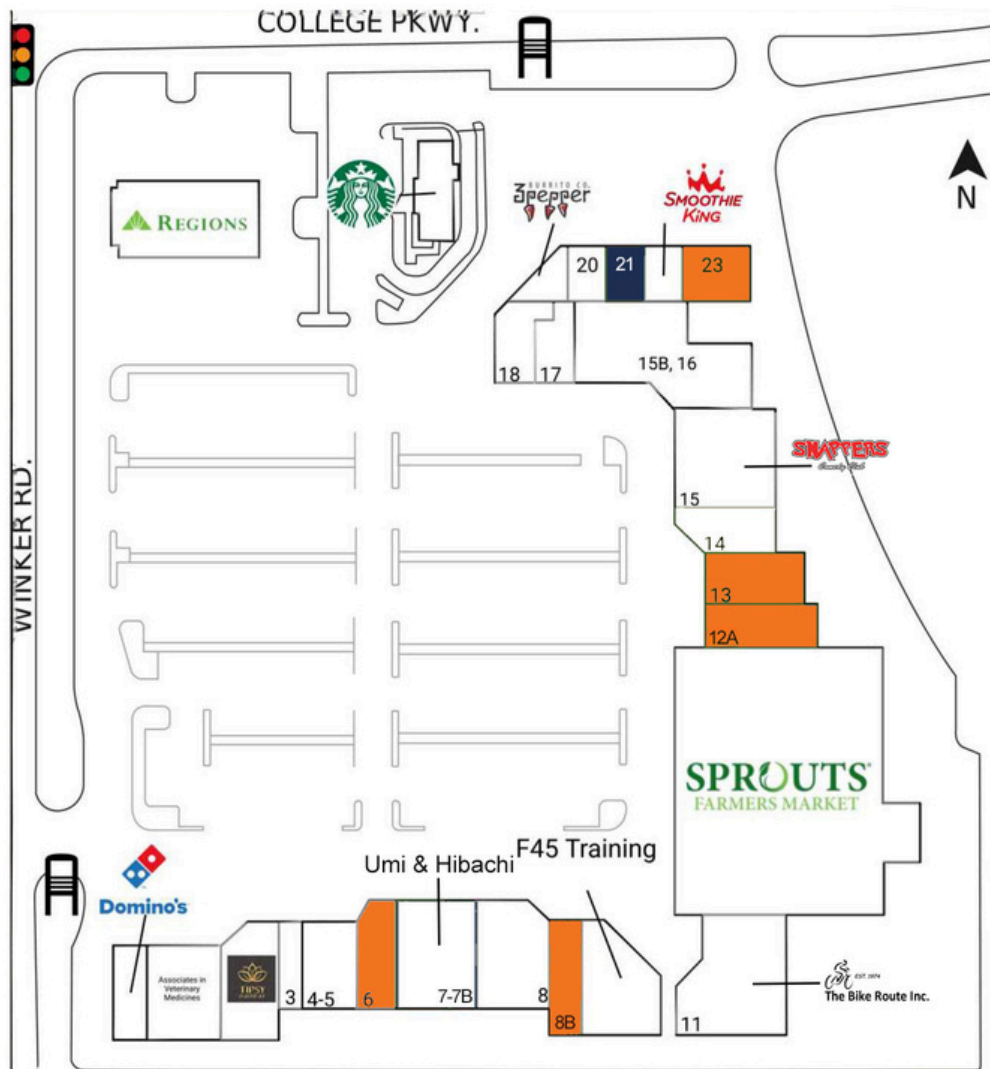 COLLEGE PKWY.
REGIONS
BURRITO CO.
3pepper
SMOOTHIE
KING
N
20
21
23
18
17
15B, 16
SNAPPERS
Comedy Club
15
14
13
12A
WINKER RD.
SPROUTS
FARMERS MARKET
F45 Training
Umi & Hibachi
Domino's
Associates in
Veterinary
Medicines
TIPSY
3
4-5
6
7-7B
8
8B
11
EST. 1974
The Bike Route Inc.